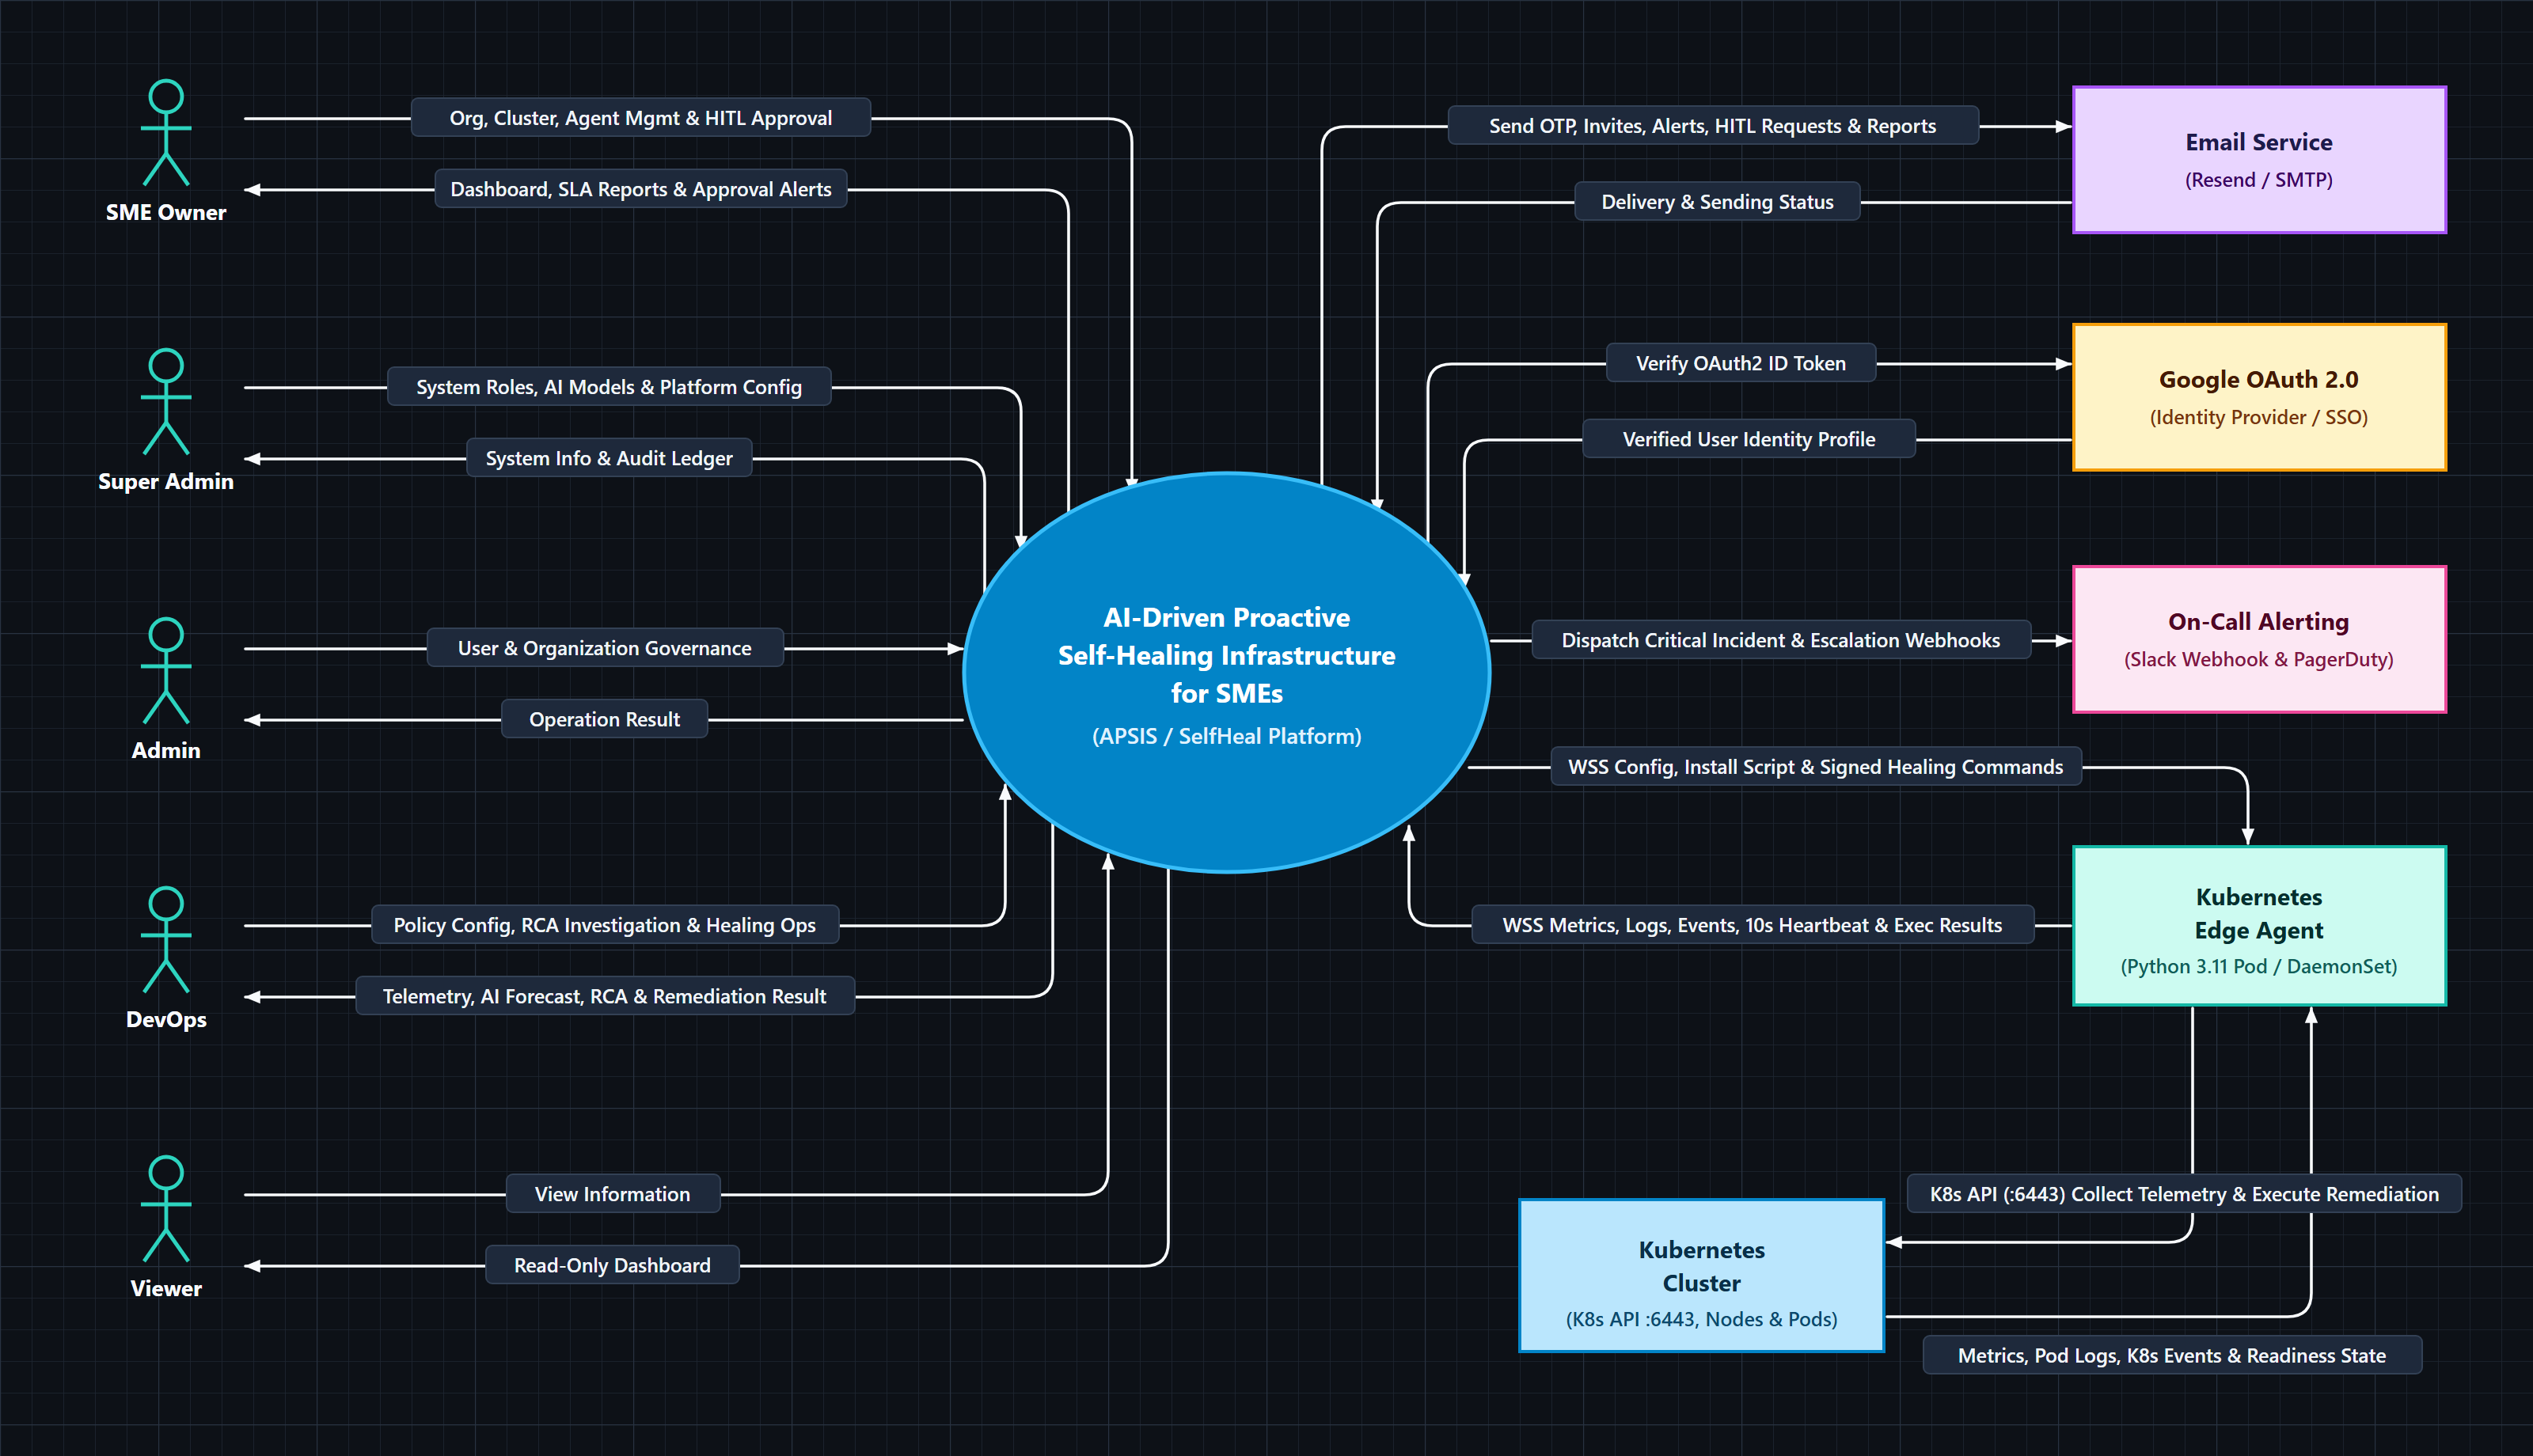 Org, Cluster, Agent Mgmt & HITL Approval
Dashboard, SLA Reports & Approval Alerts
SME Owner
System Roles, AI Models & Platform Config
System Info & Audit Ledger
Super Admin
User & Organization Governance
Operation Result
Admin
Policy Config, RCA Investigation & Healing Ops
Telemetry, AI Forecast, RCA & Remediation Result
DevOps
View Information
Read-Only Dashboard
Viewer
AI-Driven Proactive
Self-Healing Infrastructure
for SMEs
(APSIS / SelfHeal Platform)
Send OTP, Invites, Alerts, HITL Requests & Reports
Delivery & Sending Status
Email Service
(Resend / SMTP)
Verify OAuth2 ID Token
Verified User Identity Profile
Google OAuth 2.0
(Identity Provider / SSO)
Dispatch Critical Incident & Escalation Webhooks
On-Call Alerting
(Slack Webhook & PagerDuty)
WSS Config, Install Script & Signed Healing Commands
WSS Metrics, Logs, Events, 10s Heartbeat & Exec Results
Kubernetes
Edge Agent
(Python 3.11 Pod / DaemonSet)
K8s API (:6443) Collect Telemetry & Execute Remediation
Kubernetes
Cluster
(K8s API :6443, Nodes & Pods)
Metrics, Pod Logs, K8s Events & Readiness State